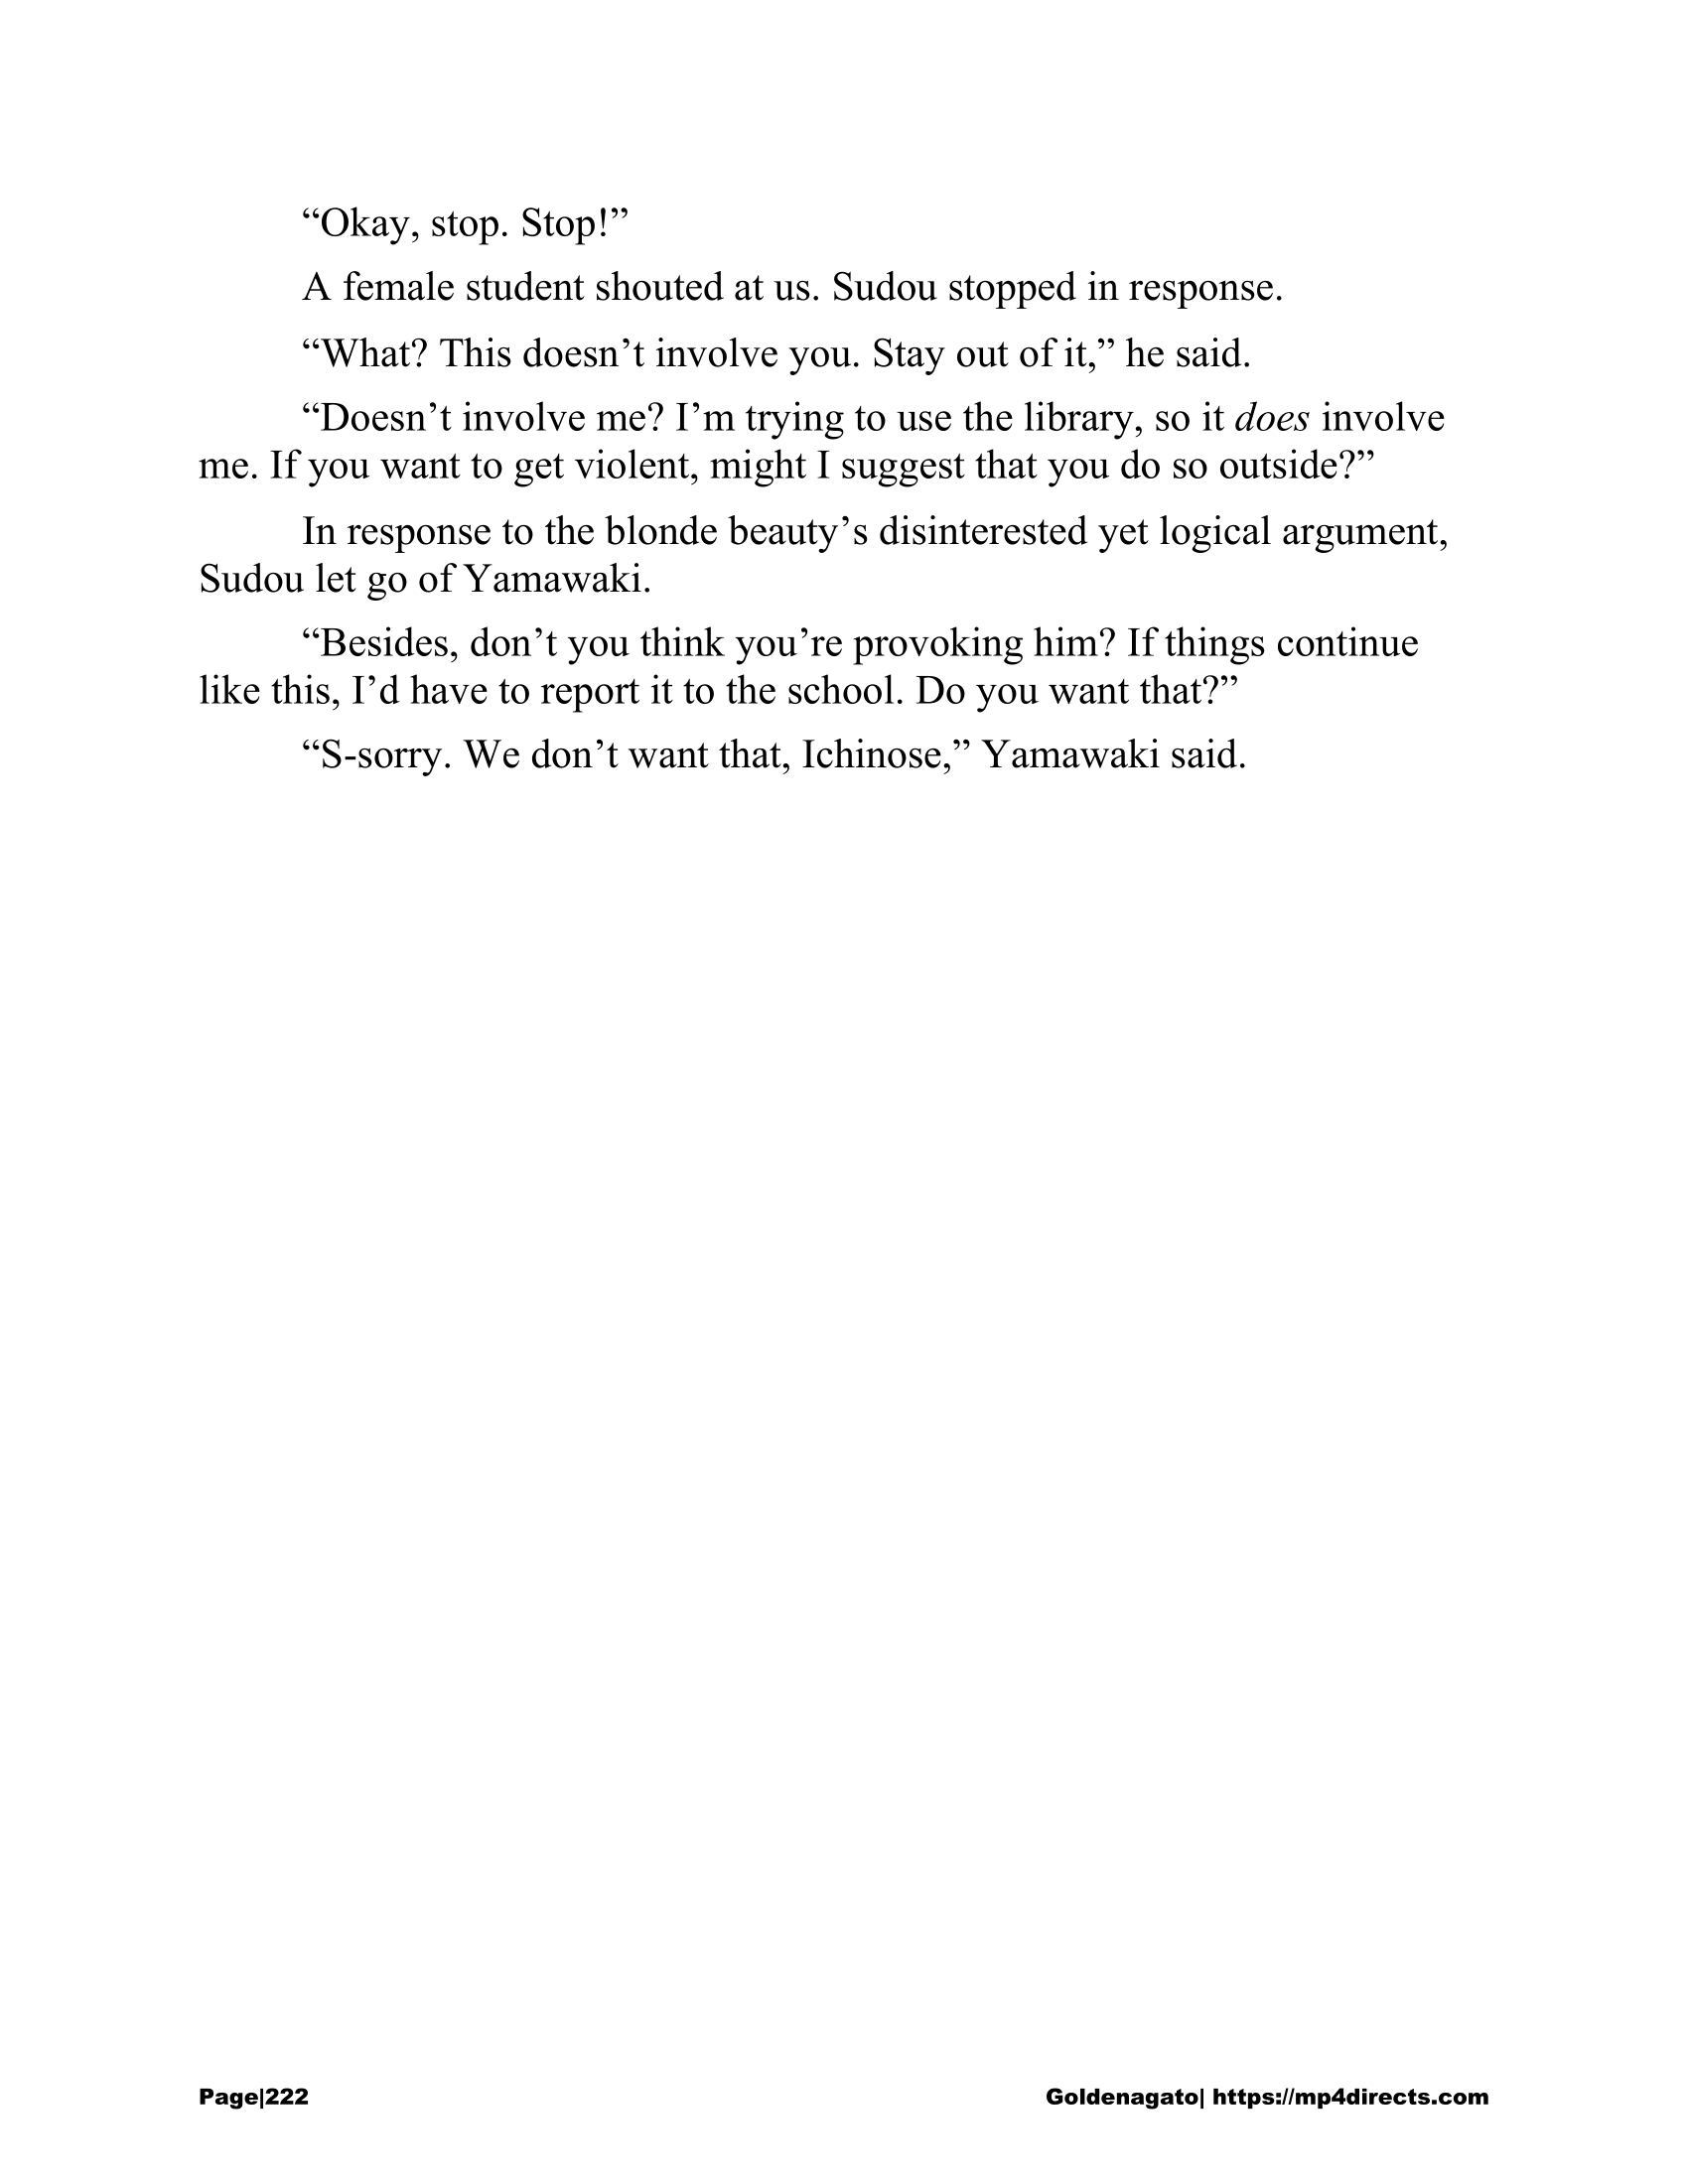 “Okay, stop. Stop!”
A female student shouted at us. Sudou stopped in response.
“What? This doesn’t involve you. Stay out of it,” he said.
“Doesn’t involve me? I’m trying to use the library, so it does involve
me. If you want to get violent, might I suggest that you do so outside?”
In response to the blonde beauty’s disinterested yet logical argument,
Sudou let go of Yamawaki.
“Besides, don’t you think you’re provoking him? If things continue
like this, I’d have to report it to the school. Do you want that?”
“S-sorry. We don’t want that, Ichinose,” Yamawaki said.
Page|222 Goldenagato| https://mp4directs.com